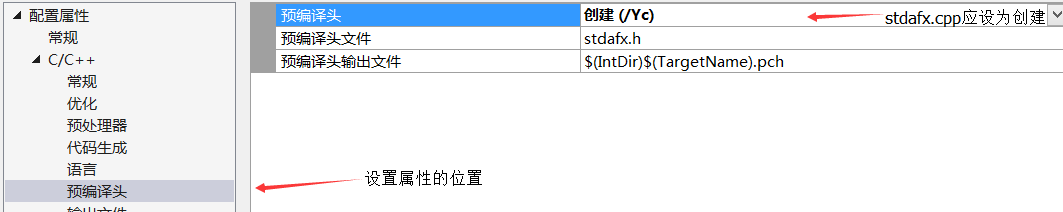 配置属性
常规
C/C++
常规
优化
预处理器
代码生成
语言
预编译头
预编译头 创建 (/Yc)
预编译头文件 stdafx.h
预编译头输出文件 $(IntDir)$(TargetName).pch
stdafx.cpp应设为创建
设置属性的位置